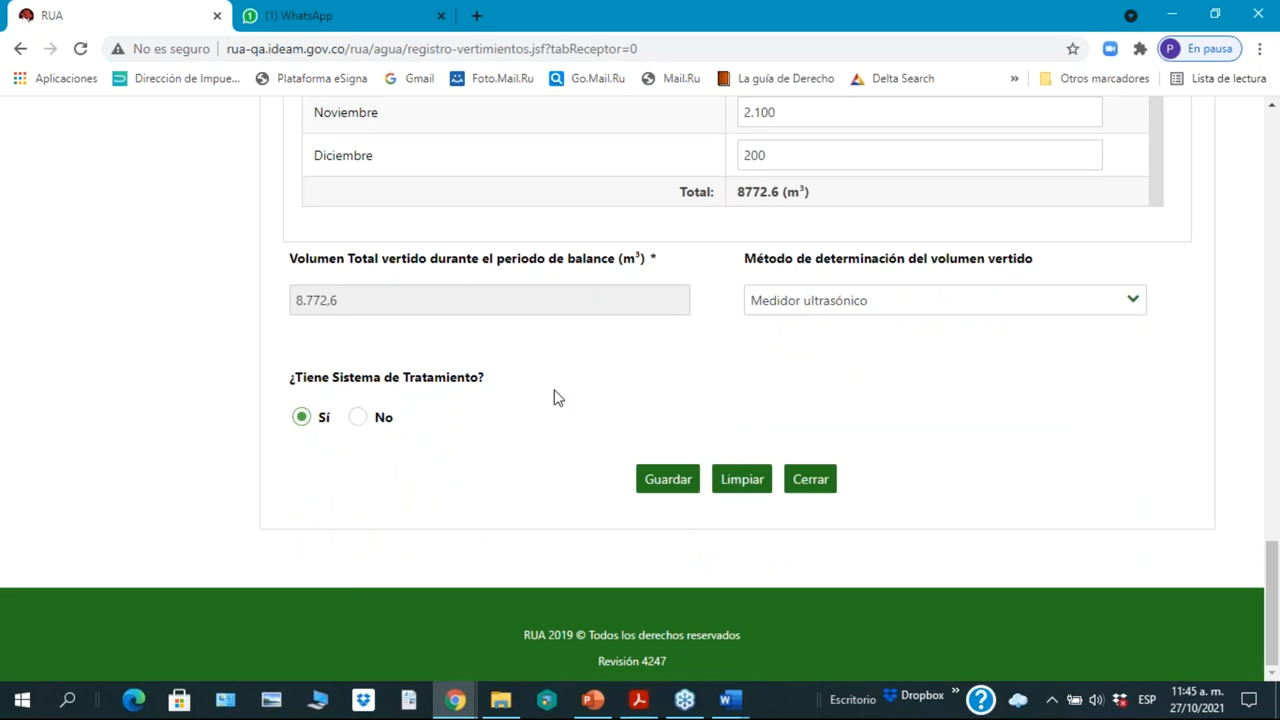 RUA
(1) WhatsApp
No es seguro
rua-qa.ideam.gov.co/rua/agua/registro-vertimientos.jsf?tabReceptor=0
P En pausa
Aplicaciones
Dirección de Impue...
Plataforma eSigna
Gmail
Foto.Mail.Ru
Go.Mail.Ru
Mail.Ru
La guía de Derecho
Delta Search
»
Otros marcadores
Lista de lectura
Noviembre 2.100
Diciembre 200
Total: 8772.6 (m³)
Volumen Total vertido durante el periodo de balance (m³) *
Método de determinación del volumen vertido
8.772,6
Medidor ultrasónico
¿Tiene Sistema de Tratamiento?
Sí No
Guardar Limpiar Cerrar
RUA 2019 © Todos los derechos reservados
Revisión 4247
Escritorio
Dropbox
»
ESP
11:45 a. m.
27/10/2021